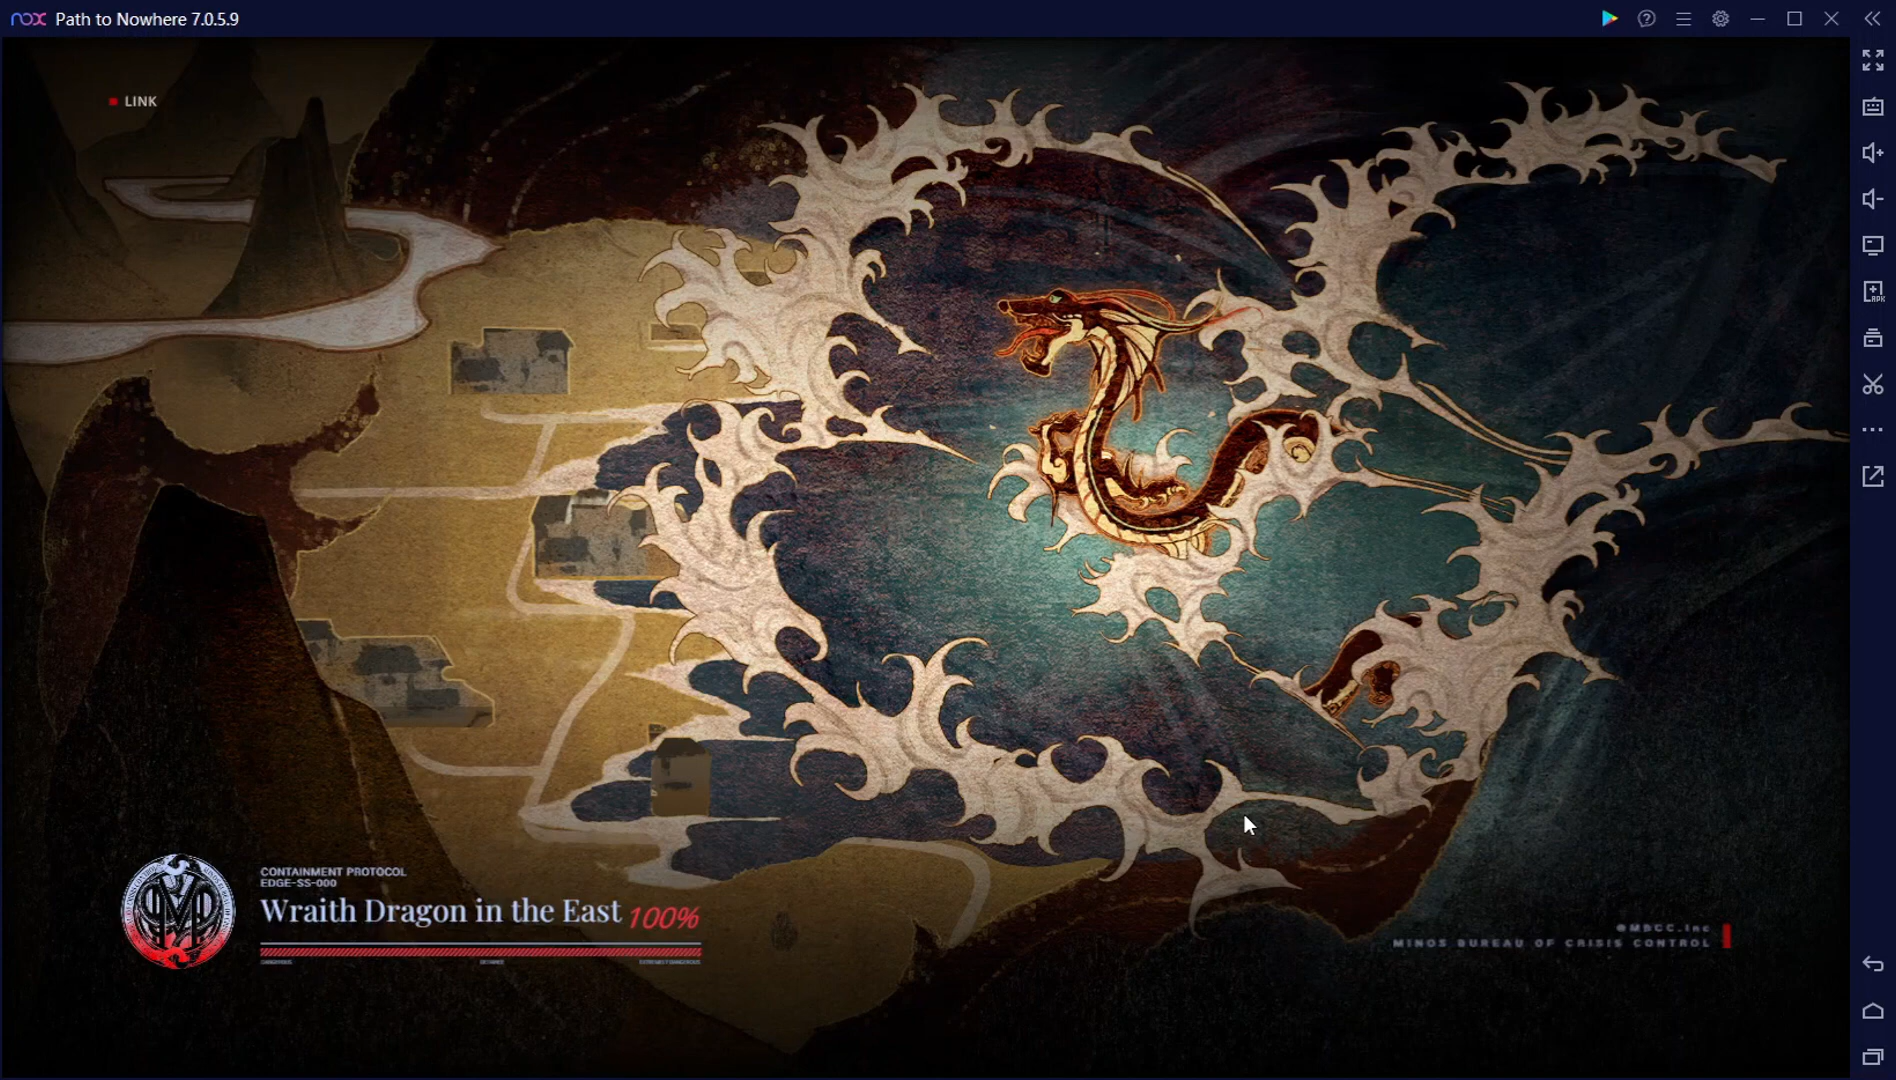 nox Path to Nowhere 7.0.5.9
LINK
CONTAINMENT PROTOCOL
EDGE-SS-000
Wraith Dragon in the East 100%
©MBCC.Inc
MINOS BUREAU OF CRISIS CONTROL